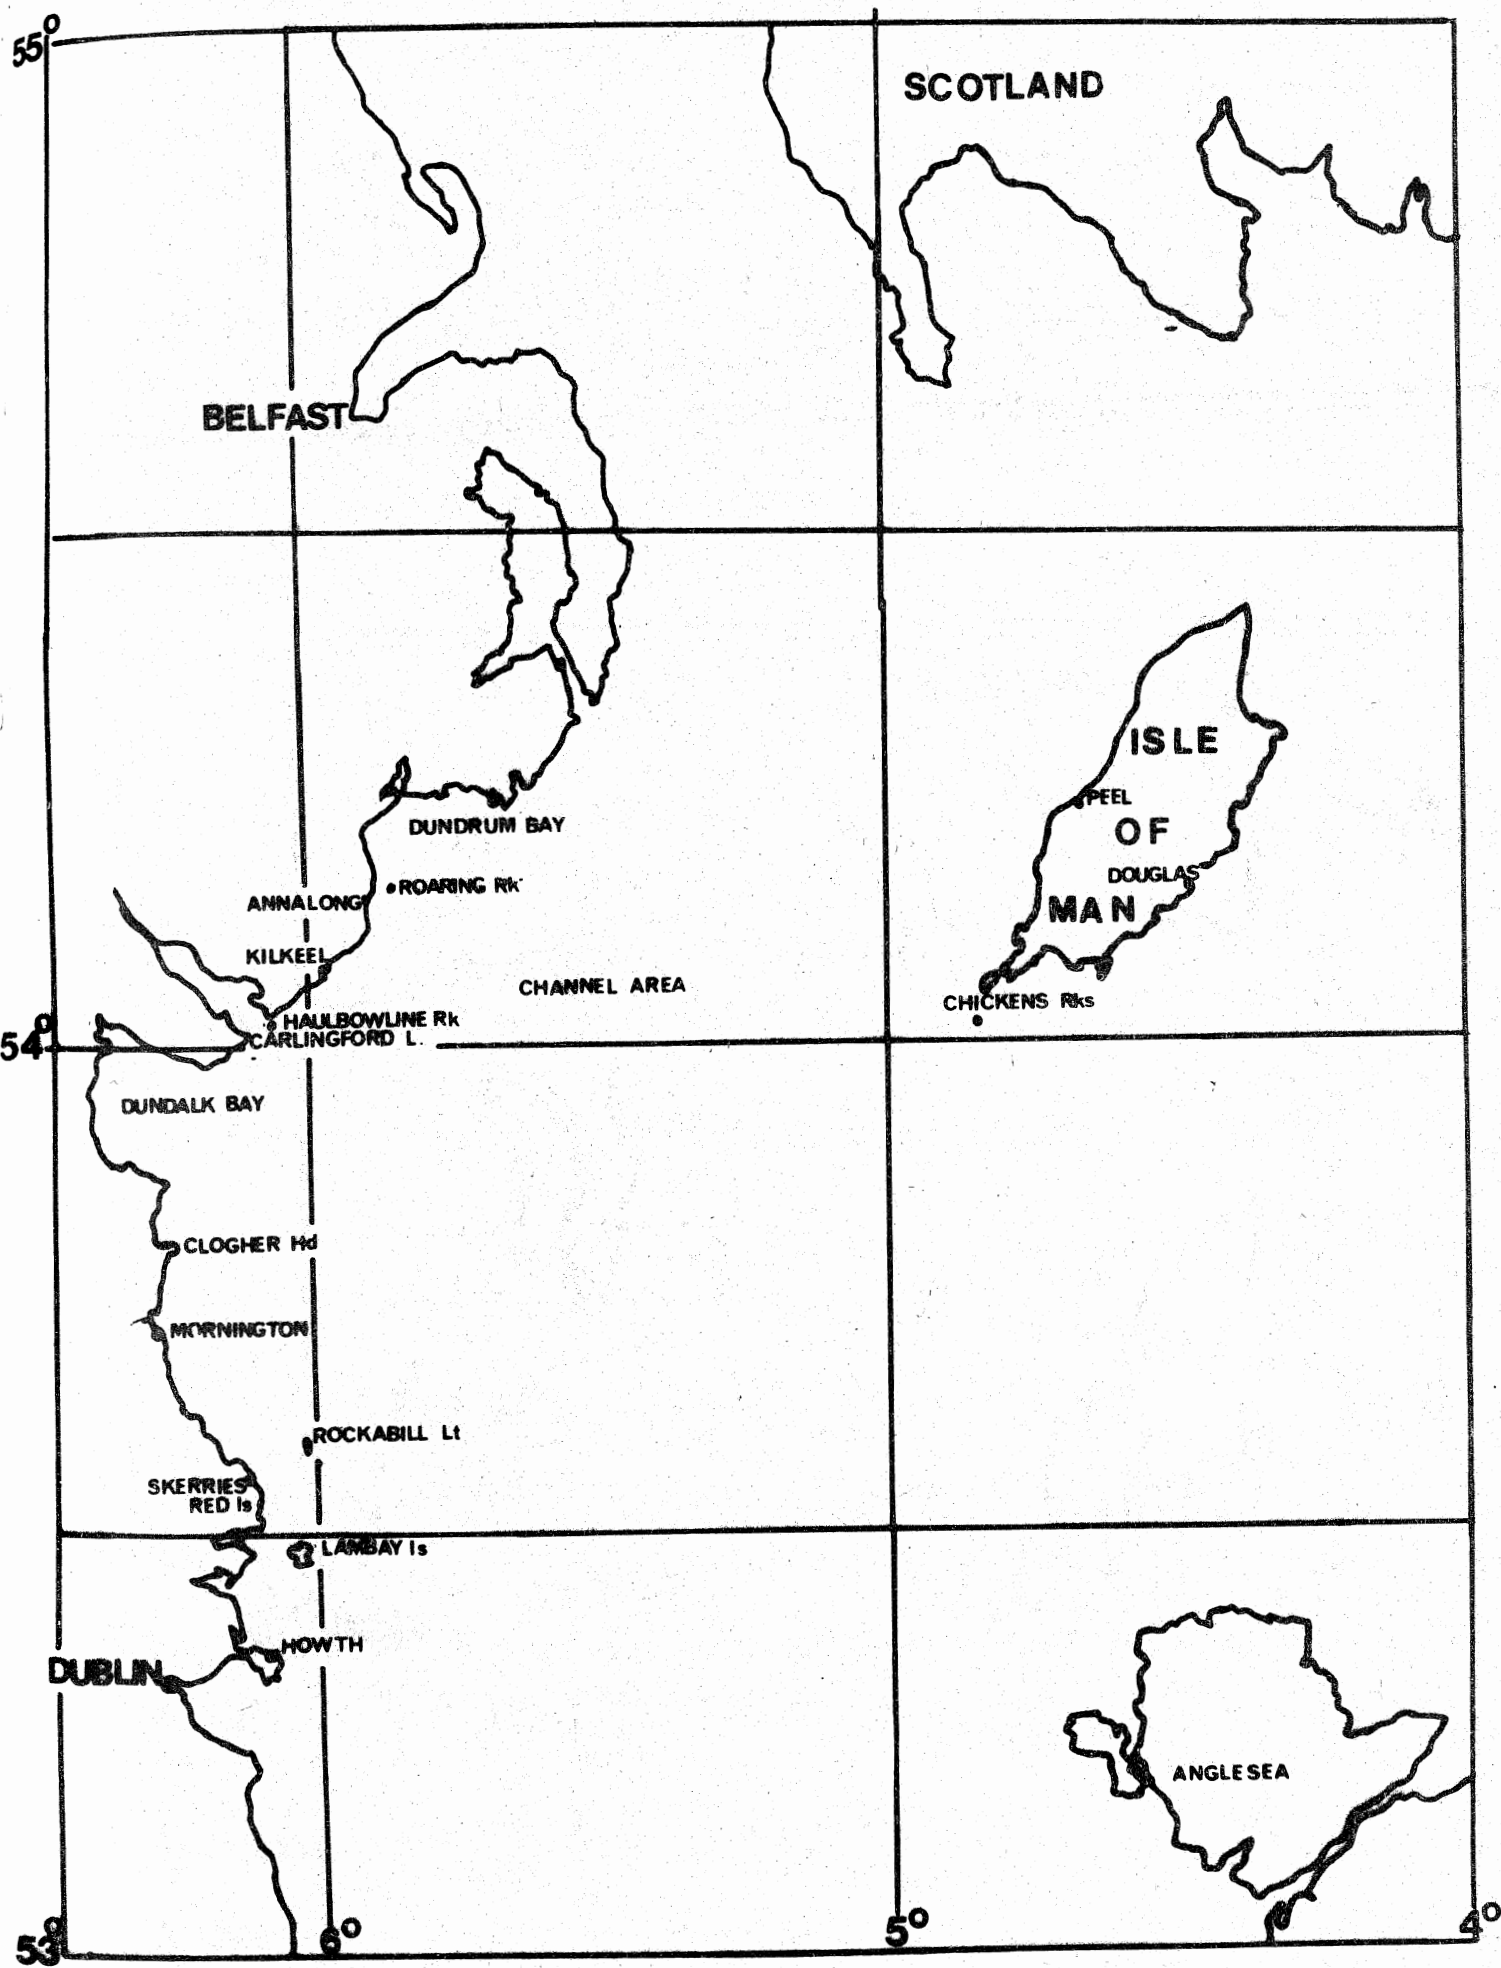 55°
SCOTLAND
BELFAST
ISLE
PEEL
OF
DOUGLAS
MAN
DUNDRUM BAY
ROARING Rk
ANNALONG
KILKEEL
CHANNEL AREA
CHICKENS Rks
HAULBOWLINE Rk
54°
CARLINGFORD L.
DUNDALK BAY
CLOGHER Hd
MORNINGTON
ROCKABILL Lt
SKERRIES
RED Is
LAMBAY Is
HOWTH
DUBLIN
ANGLESEA
53°
6°
5°
4°